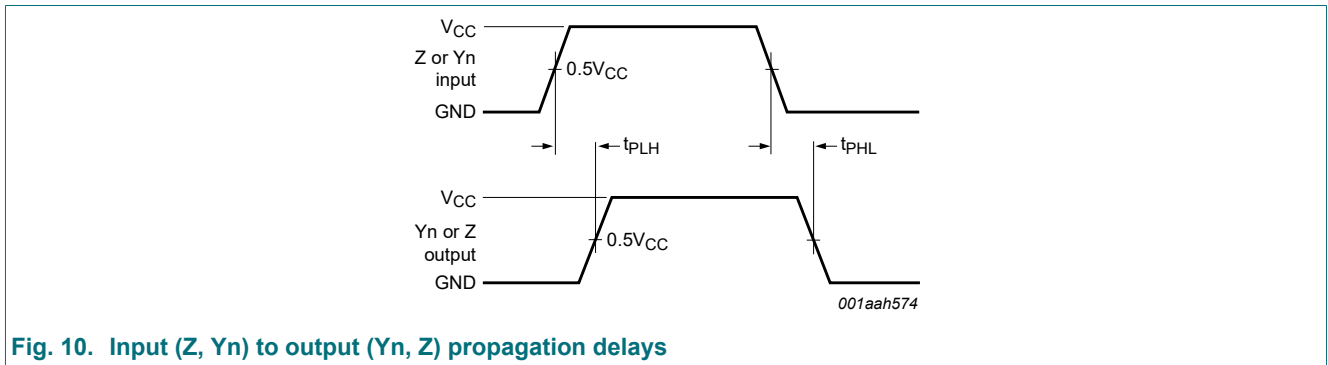 VCC
Z or Yn
input
0.5VCC
GND
tPLH
tPHL
VCC
Yn or Z
output
0.5VCC
GND
001aah574
Fig. 10. Input (Z, Yn) to output (Yn, Z) propagation delays